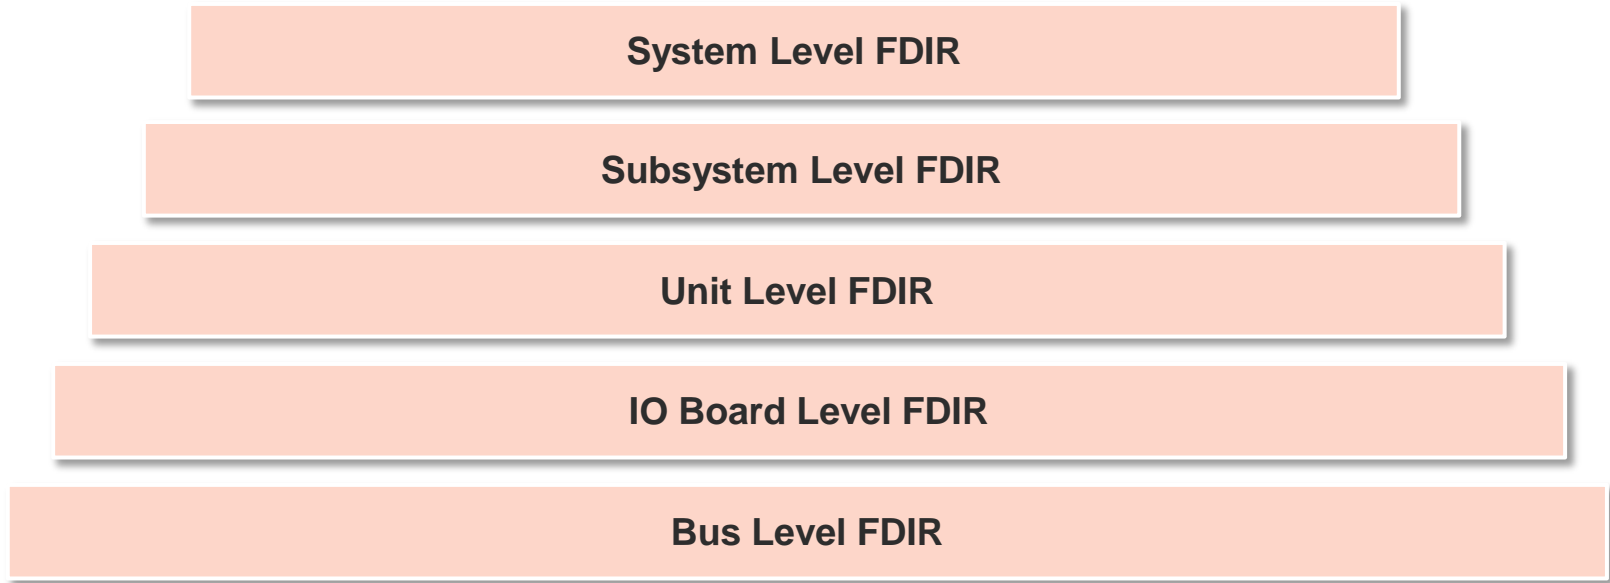 System Level FDIR
Subsystem Level FDIR
Unit Level FDIR
IO Board Level FDIR
Bus Level FDIR